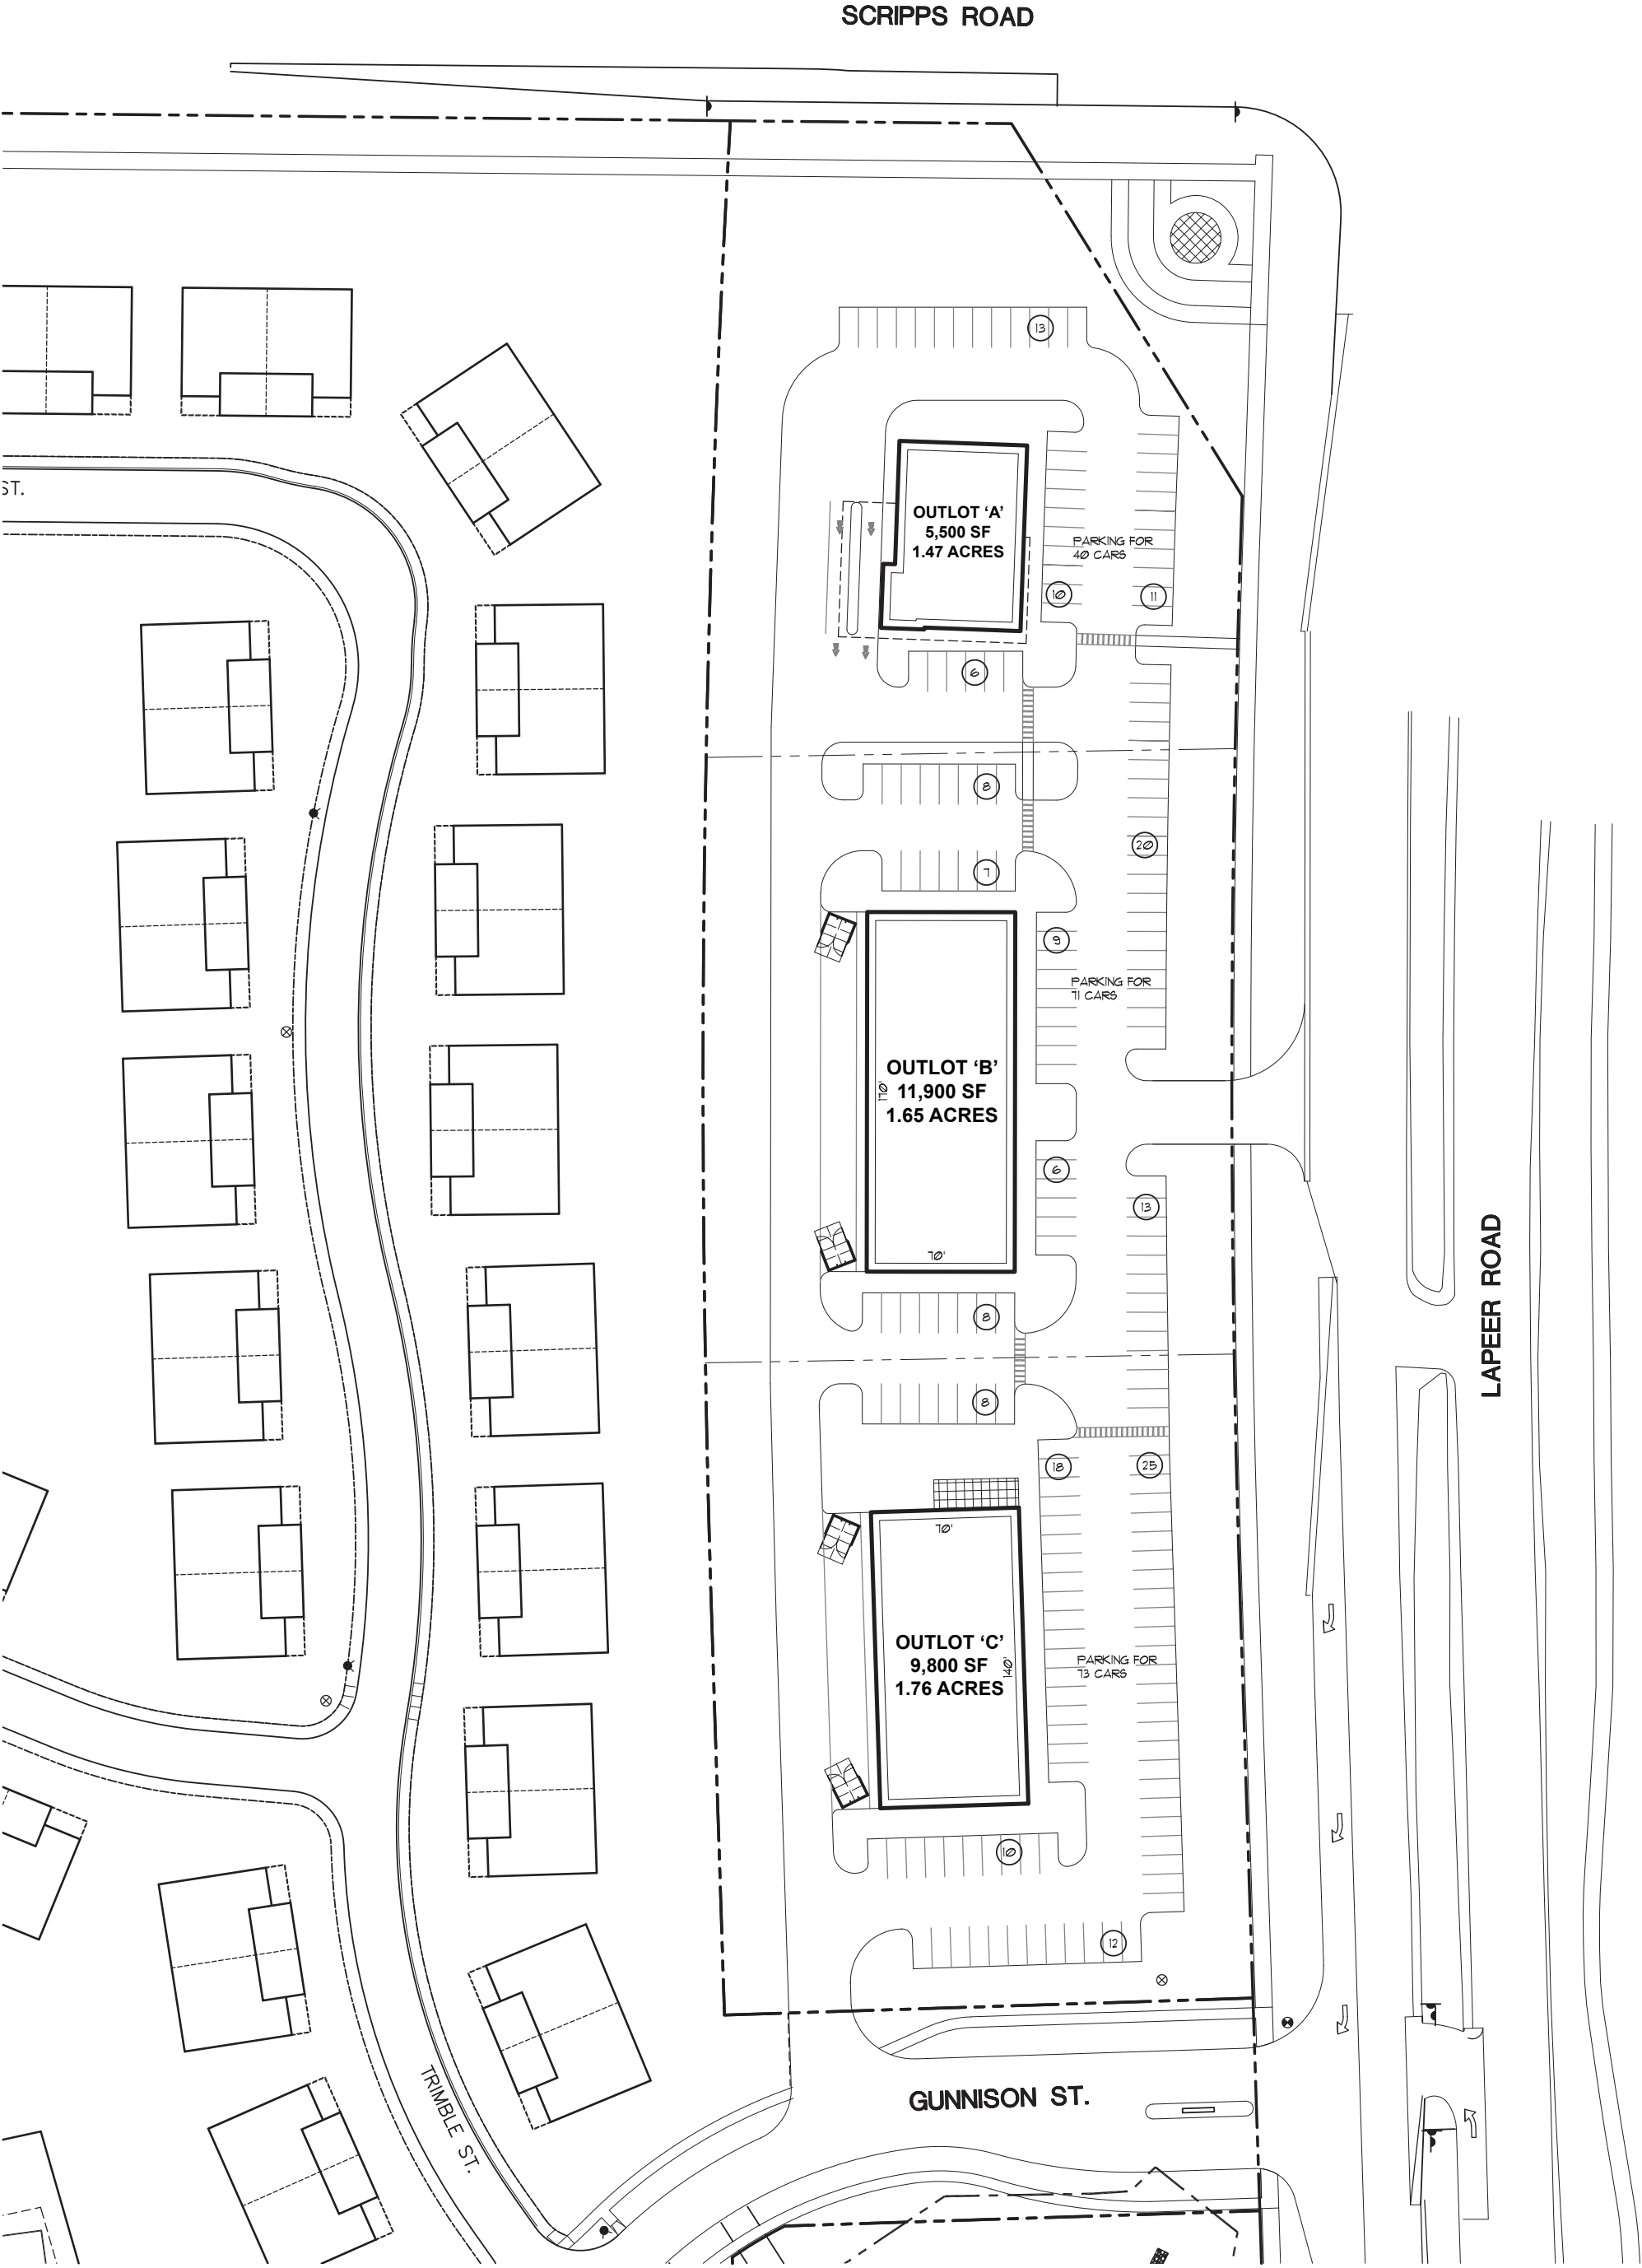 SCRIPPS ROAD
13
ST.
OUTLOT ‘A’
5,500 SF
1.47 ACRES
PARKING FOR
40 CARS
10
11
6
8
20
7
9
PARKING FOR
71 CARS
OUTLOT ‘B’
11,900 SF
1.65 ACRES
170'
6
13
70'
LAPEER ROAD
8
8
18
25
70'
OUTLOT ‘C’
9,800 SF
1.76 ACRES
140'
PARKING FOR
73 CARS
10
12
TRIMBLE ST.
GUNNISON ST.